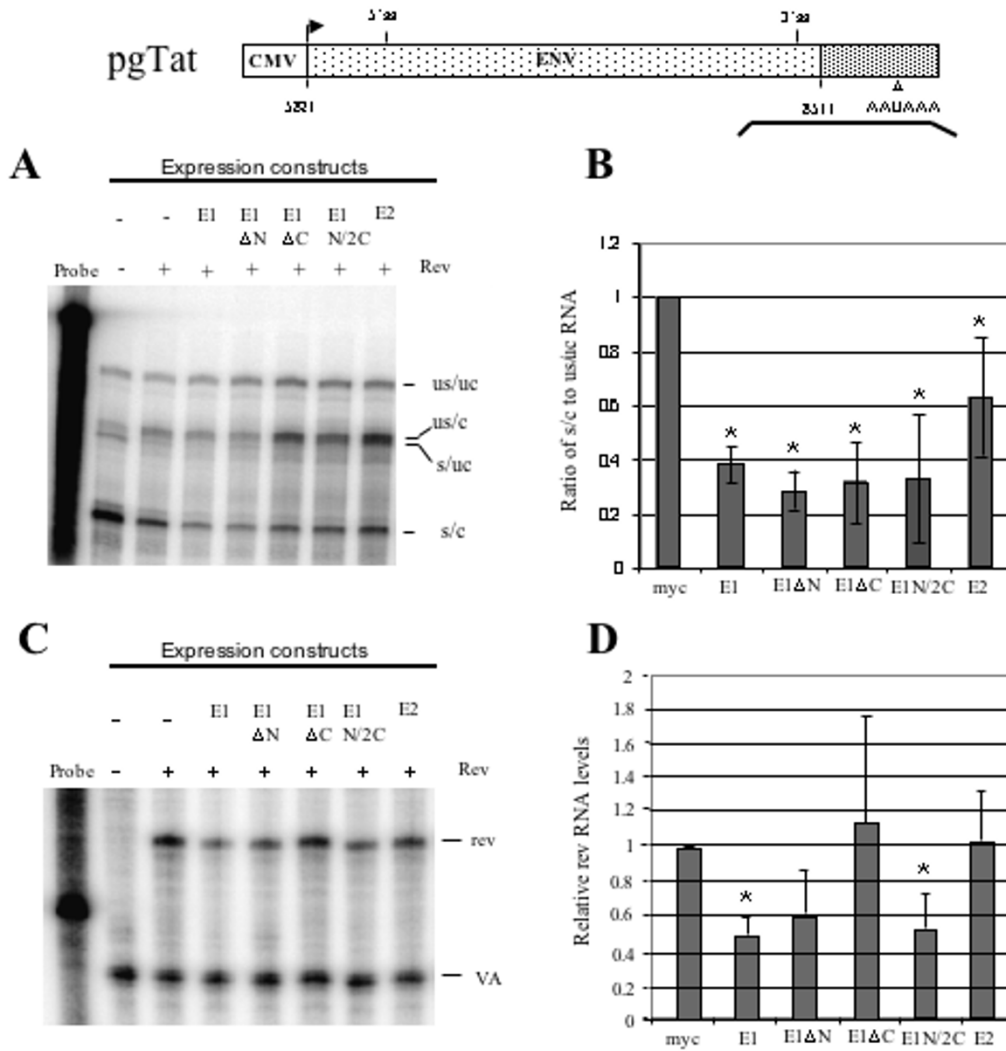 pgTat
CMV
ENV
AAUAAA
A
Expression constructs
- - E1 E1 E1 E1 E2
ΔN ΔC N/2C
Probe - + + + + + + Rev
us/uc
us/c
s/uc
s/c
B
Ratio of s/c to us/uc RNA
1.2
1
0.8
0.6
0.4
0.2
0
* * * * *
myc E1 E1ΔN E1ΔC E1N/2C E2
C
Expression constructs
- - E1 E1 E1 E1 E2
ΔN ΔC N/2C
Probe - + + + + + + Rev
rev
VA
D
Relative rev RNA levels
2
1.8
1.6
1.4
1.2
1
0.8
0.6
0.4
0.2
0
* *
myc E1 E1ΔN E1ΔC E1N/2C E2